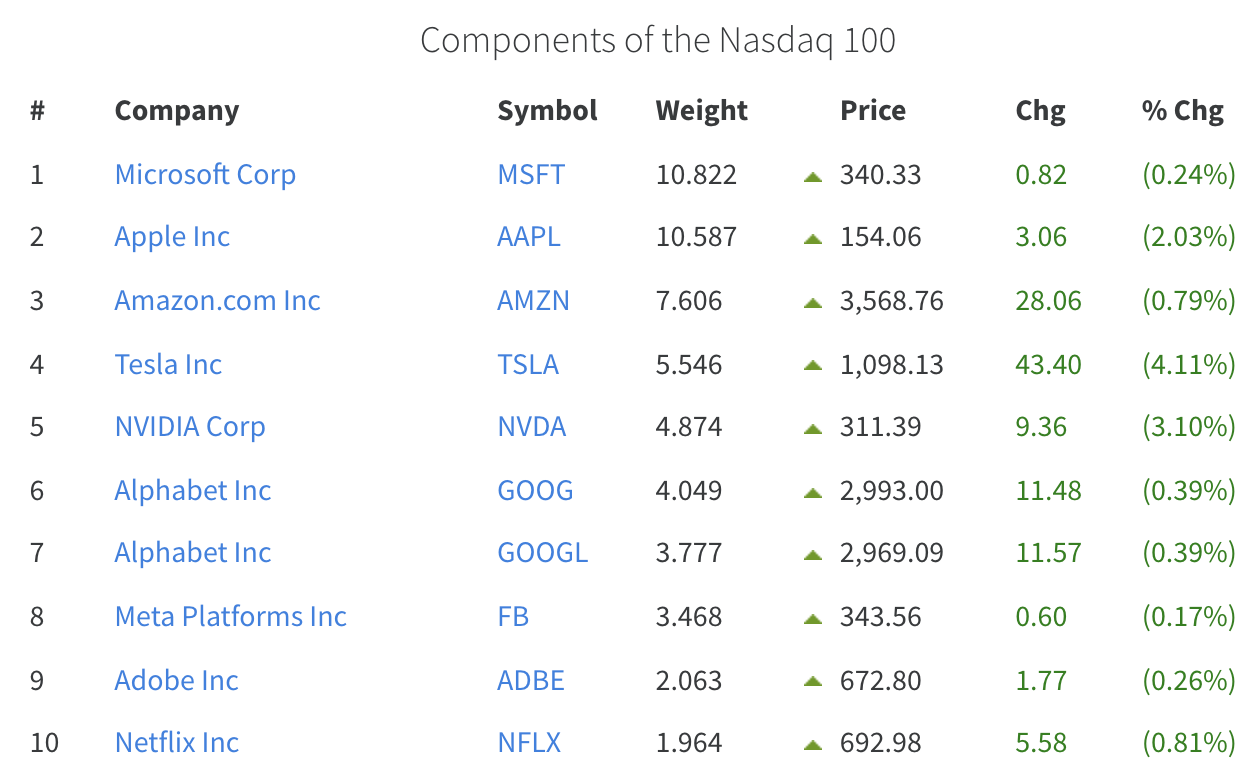 Components of the Nasdaq 100
# Company Symbol Weight Price Chg % Chg
1 Microsoft Corp MSFT 10.822 340.33 0.82 (0.24%)
2 Apple Inc AAPL 10.587 154.06 3.06 (2.03%)
3 Amazon.com Inc AMZN 7.606 3,568.76 28.06 (0.79%)
4 Tesla Inc TSLA 5.546 1,098.13 43.40 (4.11%)
5 NVIDIA Corp NVDA 4.874 311.39 9.36 (3.10%)
6 Alphabet Inc GOOG 4.049 2,993.00 11.48 (0.39%)
7 Alphabet Inc GOOGL 3.777 2,969.09 11.57 (0.39%)
8 Meta Platforms Inc FB 3.468 343.56 0.60 (0.17%)
9 Adobe Inc ADBE 2.063 672.80 1.77 (0.26%)
10 Netflix Inc NFLX 1.964 692.98 5.58 (0.81%)